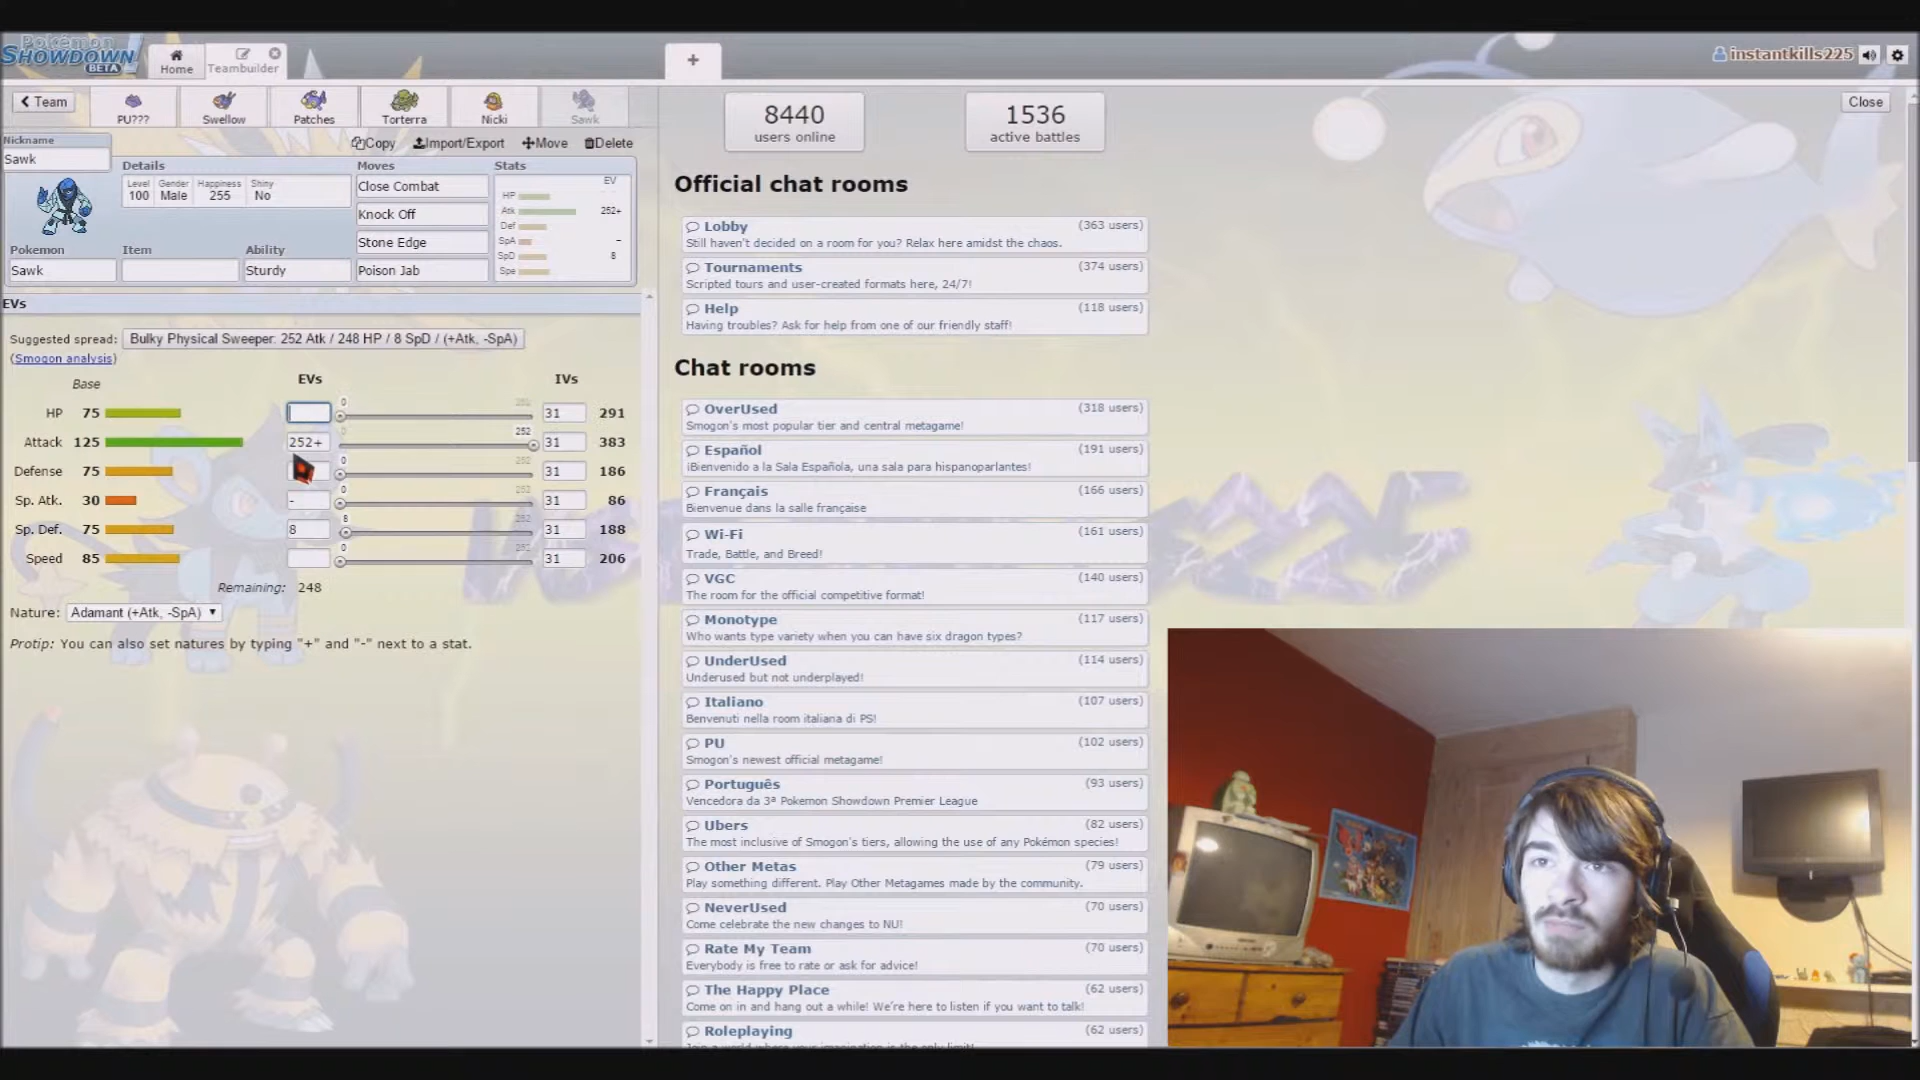 Pokémon
SHOWDOWN
BETA
Home
Teambuilder
+
instantkills225
< Team
PU???
Swellow
Patches
Torterra
Nicki
Sawk
8440
users online
1536
active battles
Close
Nickname
Sawk
Copy
Import/Export
Move
Delete
Details
Moves
Stats
Level
100
Gender
Male
Happiness
255
Shiny
No
Close Combat
Knock Off
Stone Edge
Poison Jab
EV
HP
Atk 252+
Def
SpA -
SpD 8
Spe
Pokemon
Sawk
Item
Ability
Sturdy
EVs
Suggested spread: Bulky Physical Sweeper: 252 Atk / 248 HP / 8 SpD / (+Atk, -SpA)
(Smogon analysis)
Base EVs IVs
HP 75 0 252 31 291
Attack 125 252+ 0 252 31 383
Defense 75 0 252 31 186
Sp. Atk. 30 - 0 252 31 86
Sp. Def. 75 8 8 252 31 188
Speed 85 0 252 31 206
Remaining: 248
Nature: Adamant (+Atk, -SpA)
Protip: You can also set natures by typing "+" and "-" next to a stat.
Official chat rooms
Lobby (363 users)
Still haven't decided on a room for you? Relax here amidst the chaos.
Tournaments (374 users)
Scripted tours and user-created formats here, 24/7!
Help (118 users)
Having troubles? Ask for help from one of our friendly staff!
Chat rooms
OverUsed (318 users)
Smogon's most popular tier and central metagame!
Español (191 users)
¡Bienvenido a la Sala Española, una sala para hispanoparlantes!
Français (166 users)
Bienvenue dans la salle française
Wi-Fi (161 users)
Trade, Battle, and Breed!
VGC (140 users)
The room for the official competitive format!
Monotype (117 users)
Who wants type variety when you can have six dragon types?
UnderUsed (114 users)
Underused but not underplayed!
Italiano (107 users)
Benvenuti nella room italiana di PS!
PU (102 users)
Smogon's newest official metagame!
Português (93 users)
Vencedora da 3ª Pokemon Showdown Premier League
Ubers (82 users)
The most inclusive of Smogon's tiers, allowing the use of any Pokémon species!
Other Metas (79 users)
Play something different. Play Other Metagames made by the community.
NeverUsed (70 users)
Come celebrate the new changes to NU!
Rate My Team (70 users)
Everybody is free to rate or ask for advice!
The Happy Place (62 users)
Come on in and hang out a while! We're here to listen if you want to talk!
Roleplaying (62 users)